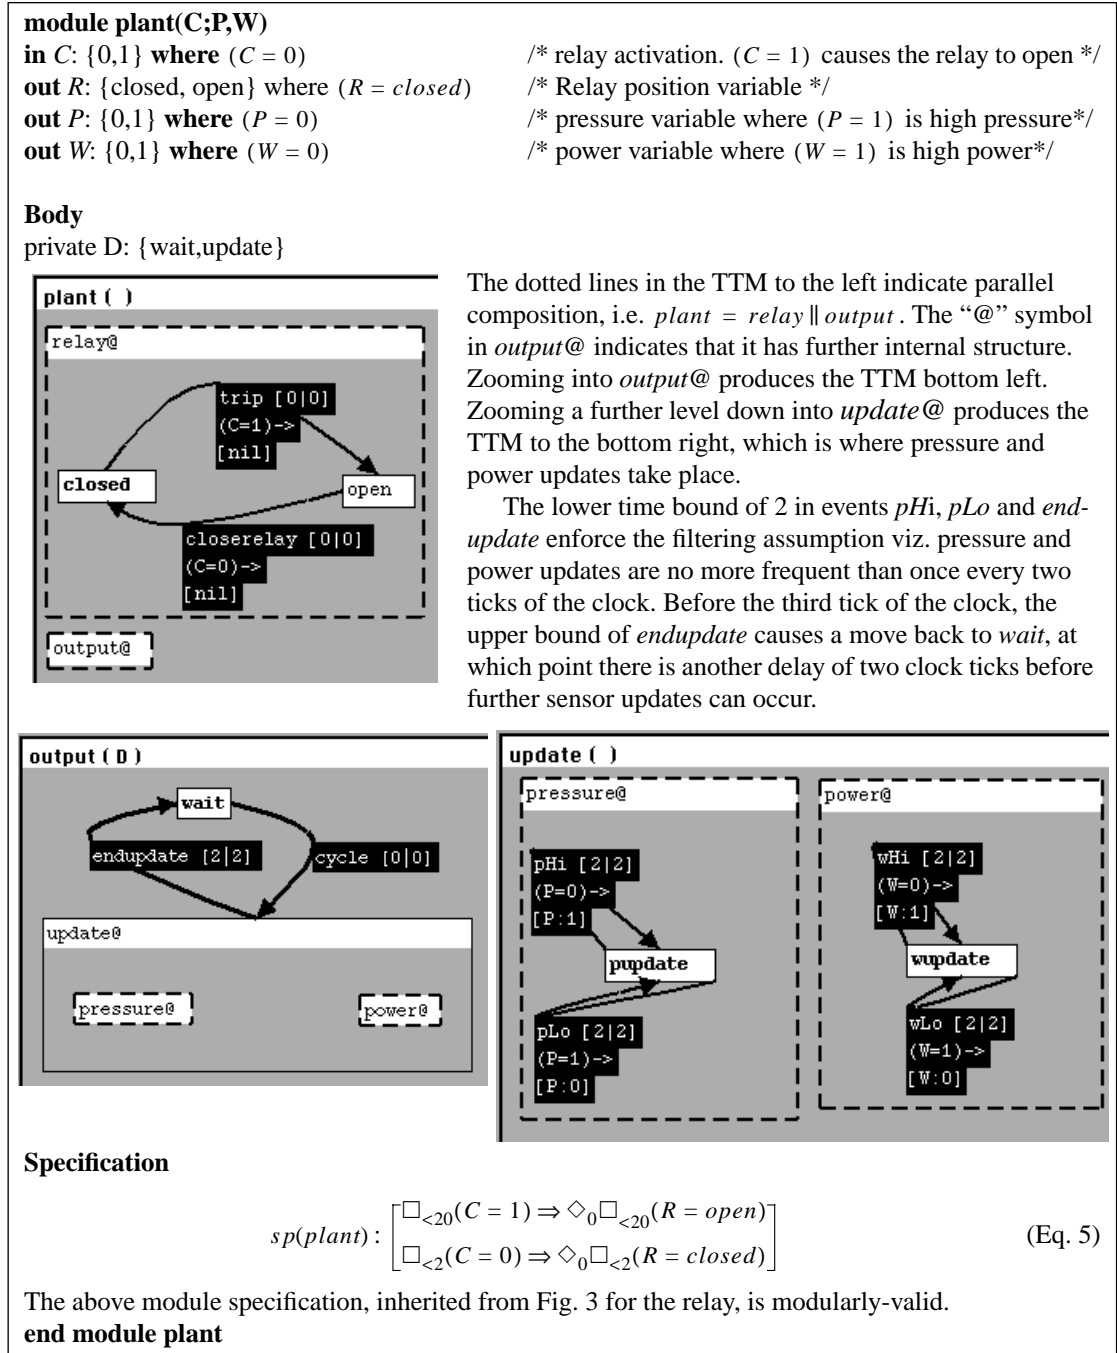 module plant(C;P,W)
in C: {0,1} where (C = 0) /* relay activation. (C = 1) causes the relay to open */
out R: {closed, open} where (R = closed) /* Relay position variable */
out P: {0,1} where (P = 0) /* pressure variable where (P = 1) is high pressure*/
out W: {0,1} where (W = 0) /* power variable where (W = 1) is high power*/
Body
private D: {wait,update}
plant ( )
relay@
trip [0|0]
(C=1)->
[nil]
closed
open
closerelay [0|0]
(C=0)->
[nil]
output@
The dotted lines in the TTM to the left indicate parallel
composition, i.e. plant = relay || output. The “@” symbol
in output@ indicates that it has further internal structure.
Zooming into output@ produces the TTM bottom left.
Zooming a further level down into update@ produces the
TTM to the bottom right, which is where pressure and
power updates take place.
The lower time bound of 2 in events pHi, pLo and end-
update enforce the filtering assumption viz. pressure and
power updates are no more frequent than once every two
ticks of the clock. Before the third tick of the clock, the
upper bound of endupdate causes a move back to wait, at
which point there is another delay of two clock ticks before
further sensor updates can occur.
output ( D )
wait
endupdate [2|2]
cycle [0|0]
update@
pressure@
power@
update ( )
pressure@
pHi [2|2]
(P=0)->
[P:1]
pupdate
pLo [2|2]
(P=1)->
[P:0]
power@
wHi [2|2]
(W=0)->
[W:1]
wupdate
wLo [2|2]
(W=1)->
[W:0]
Specification
sp(plant): [□<20(C = 1) ⇒ ◇0□<20(R = open)
□<2(C = 0) ⇒ ◇0□<2(R = closed)] (Eq. 5)
The above module specification, inherited from Fig. 3 for the relay, is modularly-valid.
end module plant